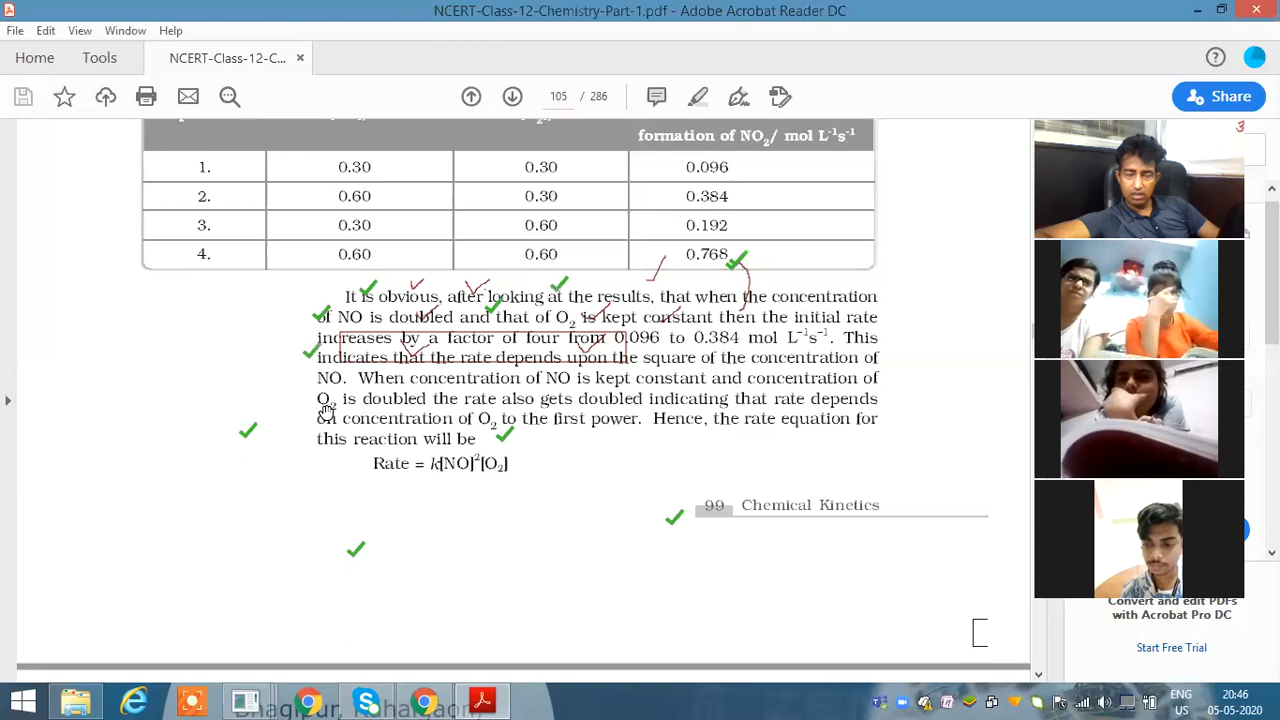 NCERT-Class-12-Chemistry-Part-1.pdf - Adobe Acrobat Reader DC
File Edit View Window Help
Home Tools NCERT-Class-12-C... ×
105 / 286
Share
3
formation of NO₂/ mol L⁻¹s⁻¹
1. 0.30 0.30 0.096
2. 0.60 0.30 0.384
3. 0.30 0.60 0.192
4. 0.60 0.60 0.768
It is obvious, after looking at the results, that when the concentration
of NO is doubled and that of O₂ is kept constant then the initial rate
increases by a factor of four from 0.096 to 0.384 mol L⁻¹s⁻¹. This
indicates that the rate depends upon the square of the concentration of
NO. When concentration of NO is kept constant and concentration of
O₂ is doubled the rate also gets doubled indicating that rate depends
on concentration of O₂ to the first power. Hence, the rate equation for
this reaction will be
Rate = k[NO]²[O₂]
99 Chemical Kinetics
Convert and edit PDFs
with Acrobat Pro DC
Start Free Trial
ENG
US
20:46
05-05-2020